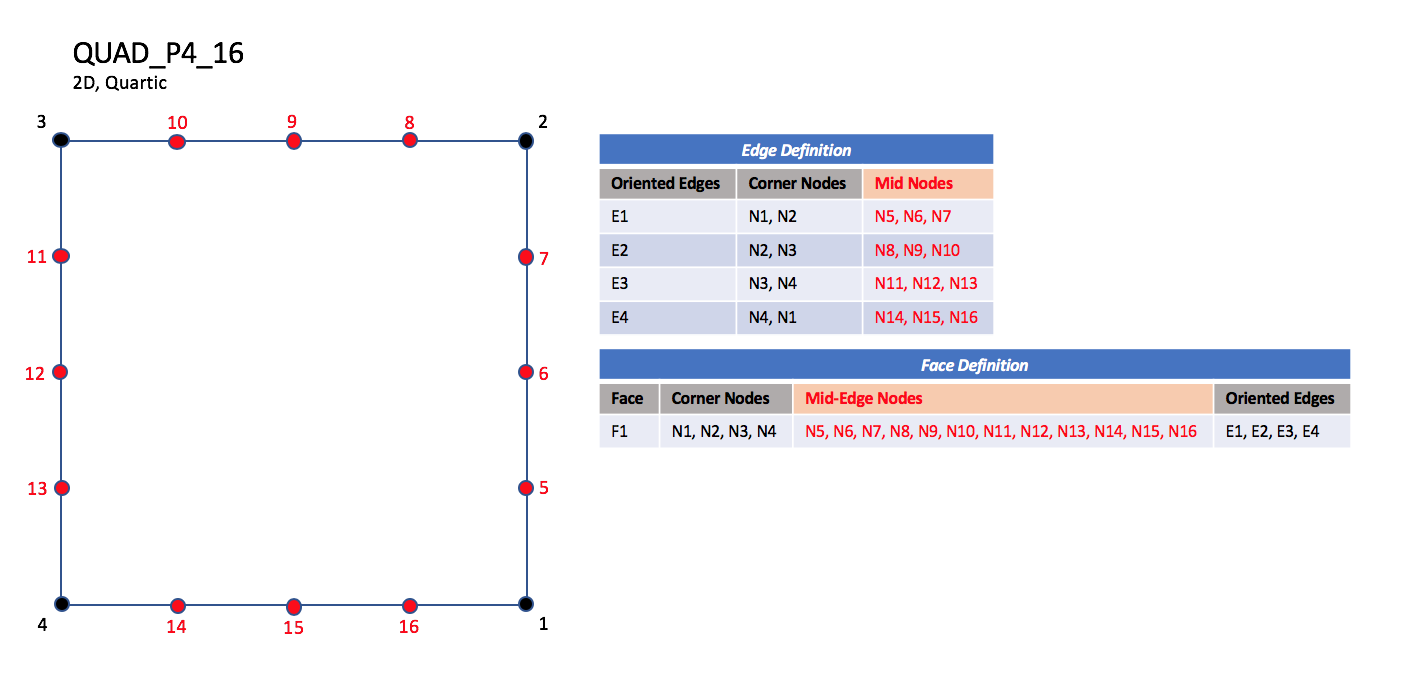 QUAD_P4_16
2D, Quartic
3
10
9
8
2
11
7
12
6
13
5
4
14
15
16
1
Edge Definition
Oriented Edges Corner Nodes Mid Nodes
E1 N1, N2 N5, N6, N7
E2 N2, N3 N8, N9, N10
E3 N3, N4 N11, N12, N13
E4 N4, N1 N14, N15, N16
Face Definition
Face Corner Nodes Mid-Edge Nodes Oriented Edges
F1 N1, N2, N3, N4 N5, N6, N7, N8, N9, N10, N11, N12, N13, N14, N15, N16 E1, E2, E3, E4